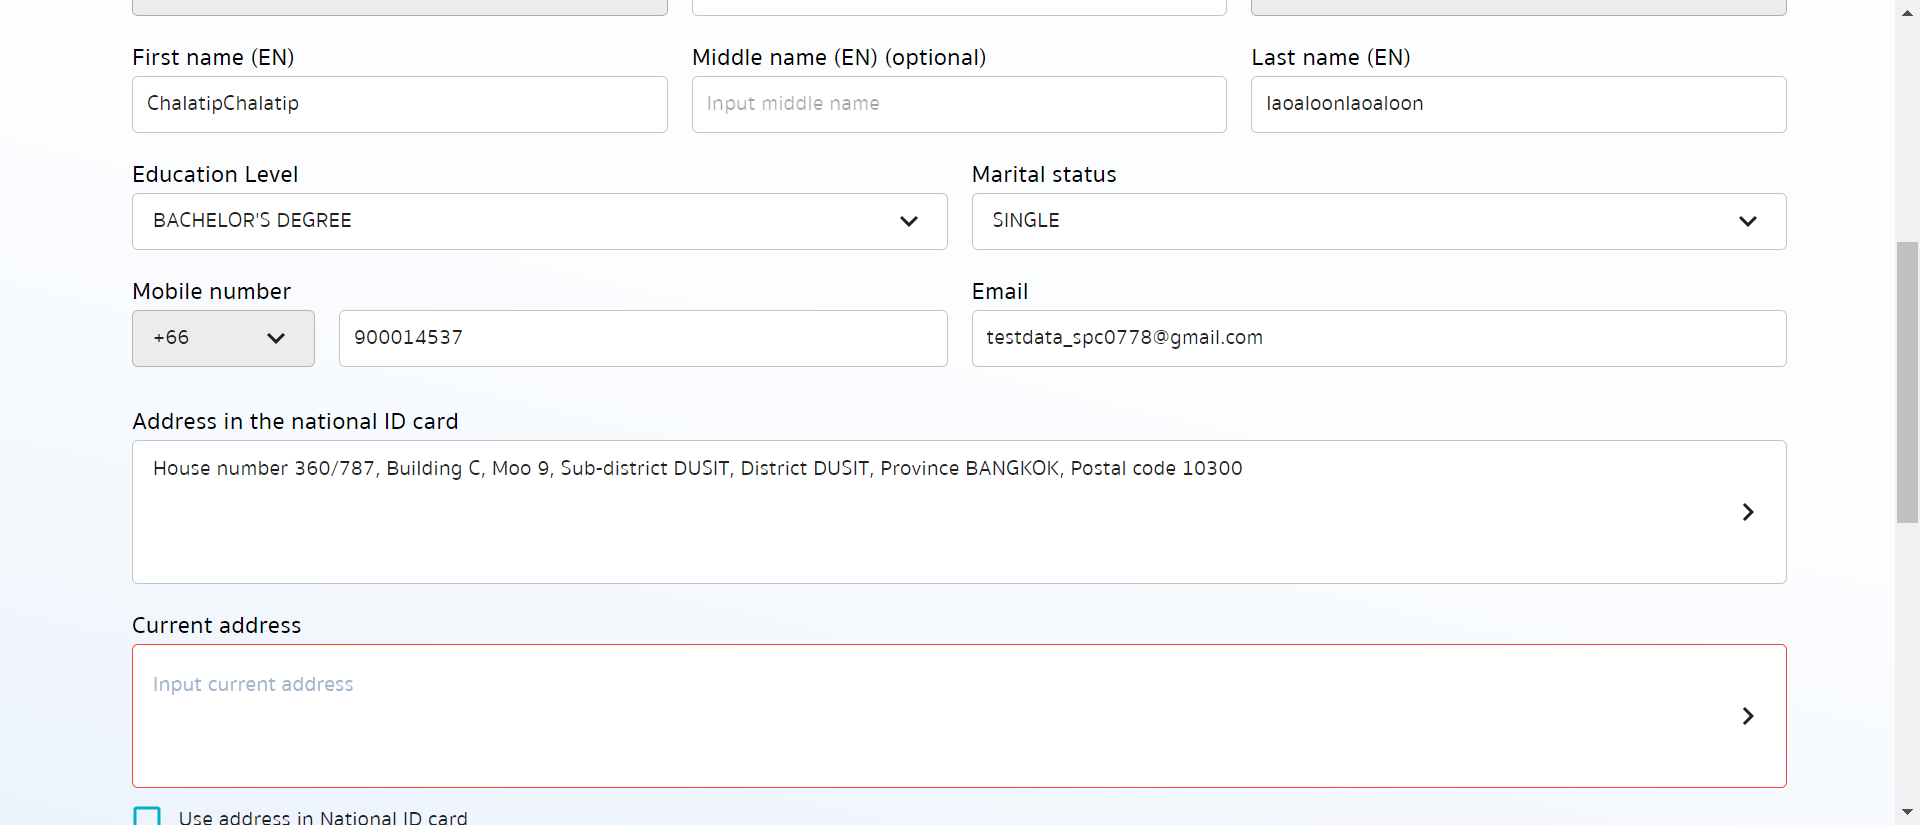 First name (EN)
Middle name (EN) (optional)
Last name (EN)
ChalatipChalatip
Input middle name
laoaloonlaoaloon
Education Level
Marital status
BACHELOR'S DEGREE
SINGLE
Mobile number
Email
+66
900014537
testdata_spc0778@gmail.com
Address in the national ID card
House number 360/787, Building C, Moo 9, Sub-district DUSIT, District DUSIT, Province BANGKOK, Postal code 10300
Current address
Input current address
Use address in National ID card